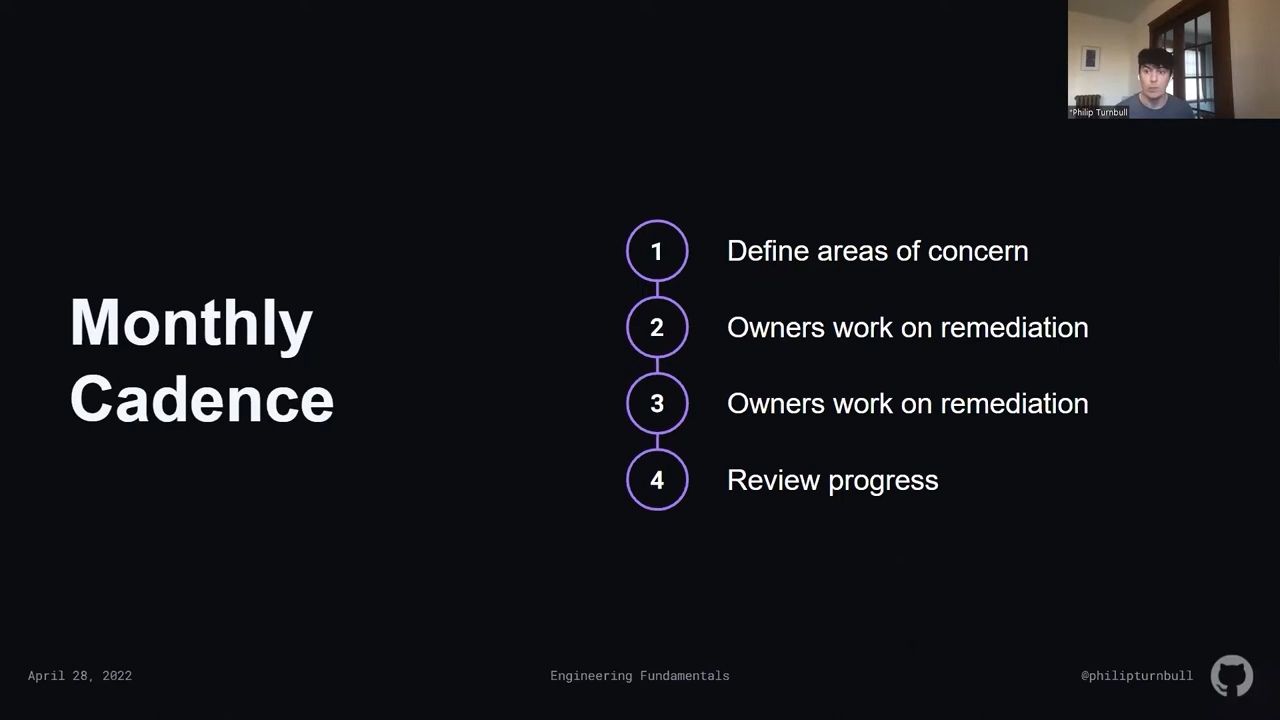 *Philip Turnbull
Monthly
Cadence
1 Define areas of concern
2 Owners work on remediation
3 Owners work on remediation
4 Review progress
April 28, 2022
Engineering Fundamentals
@philipturnbull